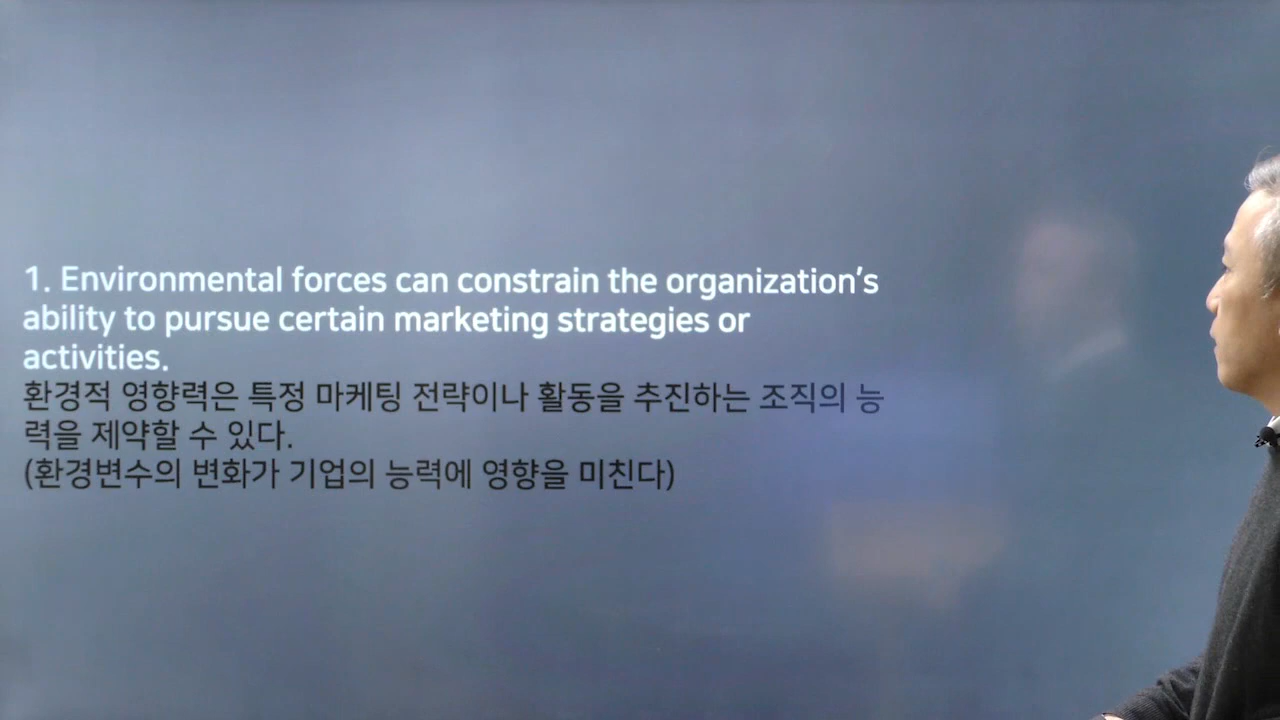 1. Environmental forces can constrain the organization's
ability to pursue certain marketing strategies or
activities.
환경적 영향력은 특정 마케팅 전략이나 활동을 추진하는 조직의 능
력을 제약할 수 있다.
(환경변수의 변화가 기업의 능력에 영향을 미친다)